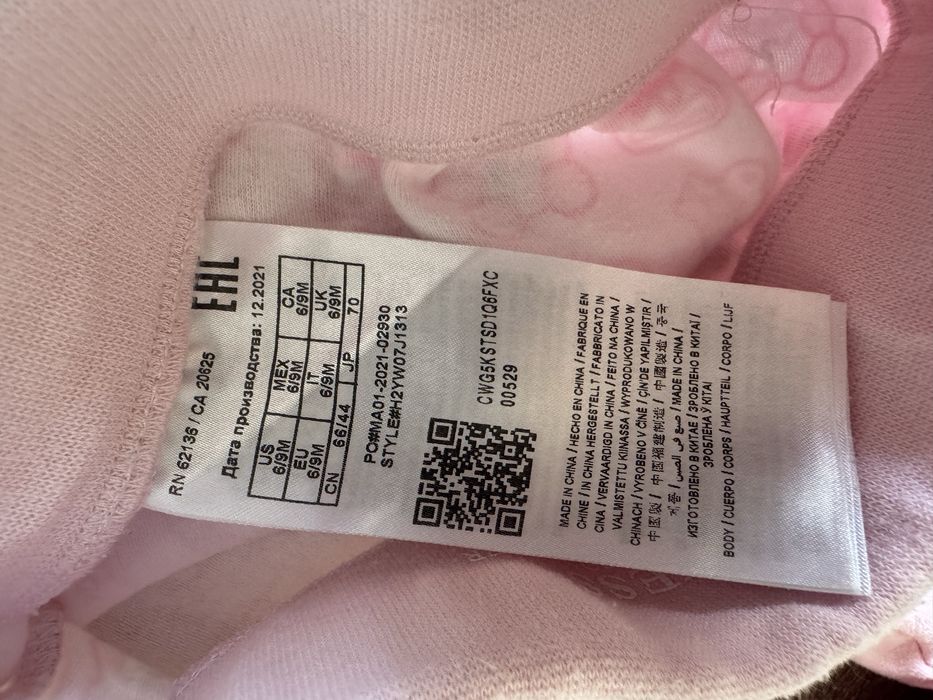 RN 62136 / CA 20625
EAC
Дата производства: 12.2021
US 6/9M MEX 6/9M CA 6/9M
EU 6/9M IT 6/9M UK 6/9M
CN 66/44 JP 70
PO#MA01-2021-02930
STYLE#H2YW07J1313
CWG5KSTSD1Q6FXC
00529
MADE IN CHINA / HECHO EN CHINA / FABRIQUE EN
CHINE / IN CHINA HERGESTELLT / FABBRICATO IN
CINA / VERVAARDIGD IN CHINA / FEITO NA CHINA /
VALMISTETTU KIINASSA / WYPRODUKOWANO W
CHINACH / VYROBENO V ČÍNĚ / ÇİN'DE YAPILMIŞTIR /
中国製 / 中国福建制造 / 中國製造 / 중국
제품 / صنع في الصين / MADE IN CHINA /
ИЗГОТОВЛЕНО В КИТАЕ / ЗРОБЛЕНО В КИТАЇ /
ЗРОБЛЕНА Ў КІТАІ
BODY / CUERPO / CORPS / HAUPTTEIL / CORPO / LIJF